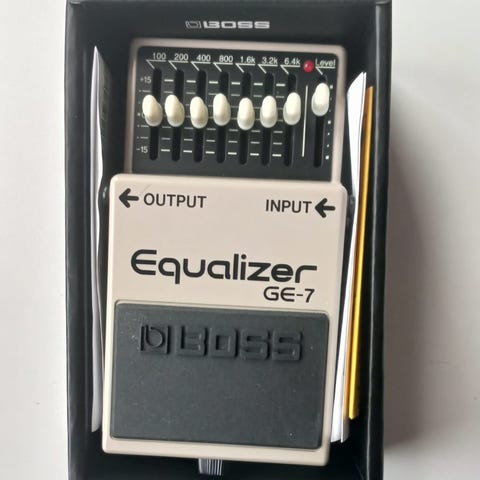 BOSS
100 200 400 800 1.6k 3.2k 6.4k Level
+15
-15
OUTPUT INPUT
Equalizer
GE-7
BOSS